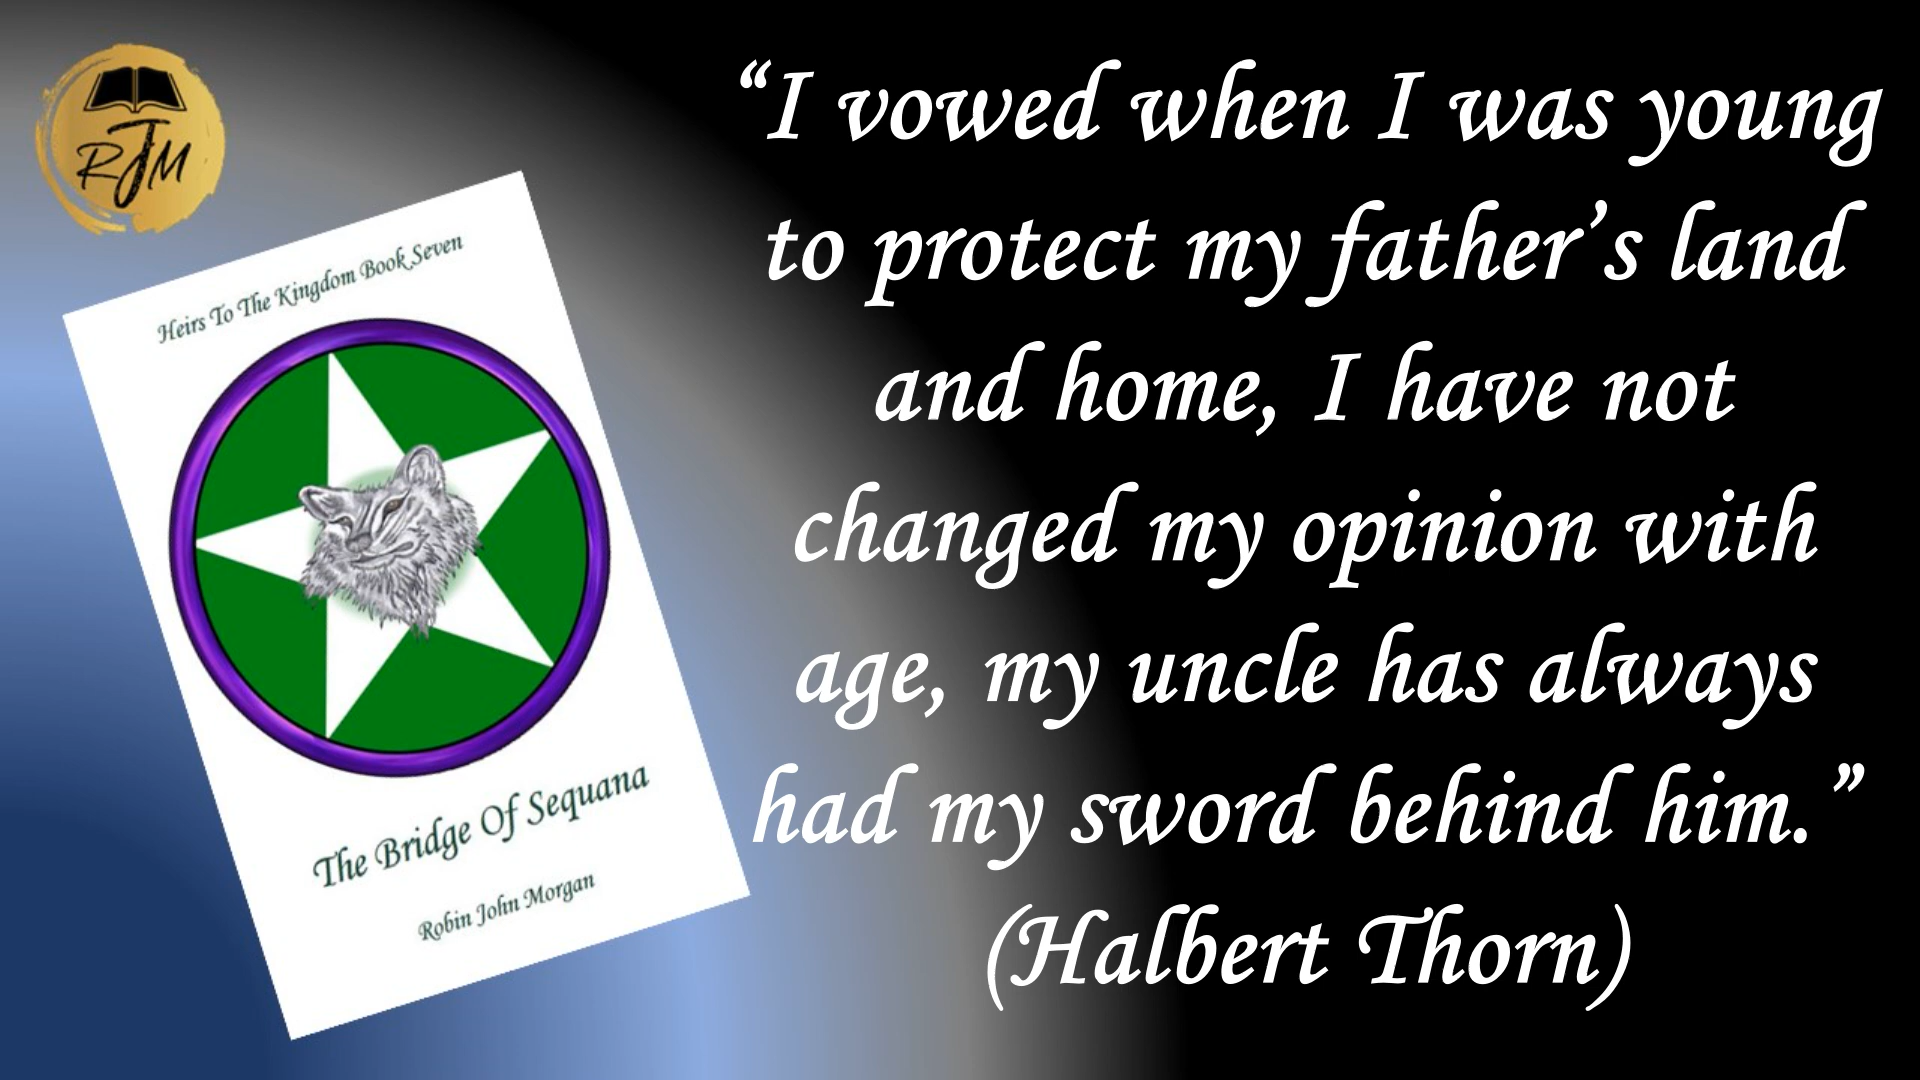 RJM
Heirs To The Kingdom Book Seven
The Bridge Of Sequana
Robin John Morgan
“I vowed when I was young
to protect my father’s land
and home, I have not
changed my opinion with
age, my uncle has always
had my sword behind him.”
(Halbert Thorn)